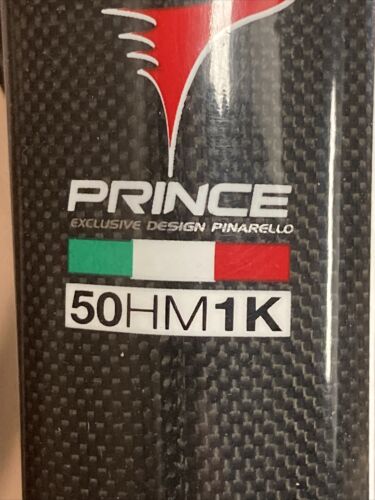 PRINCE
EXCLUSIVE DESIGN PINARELLO
50HM1K